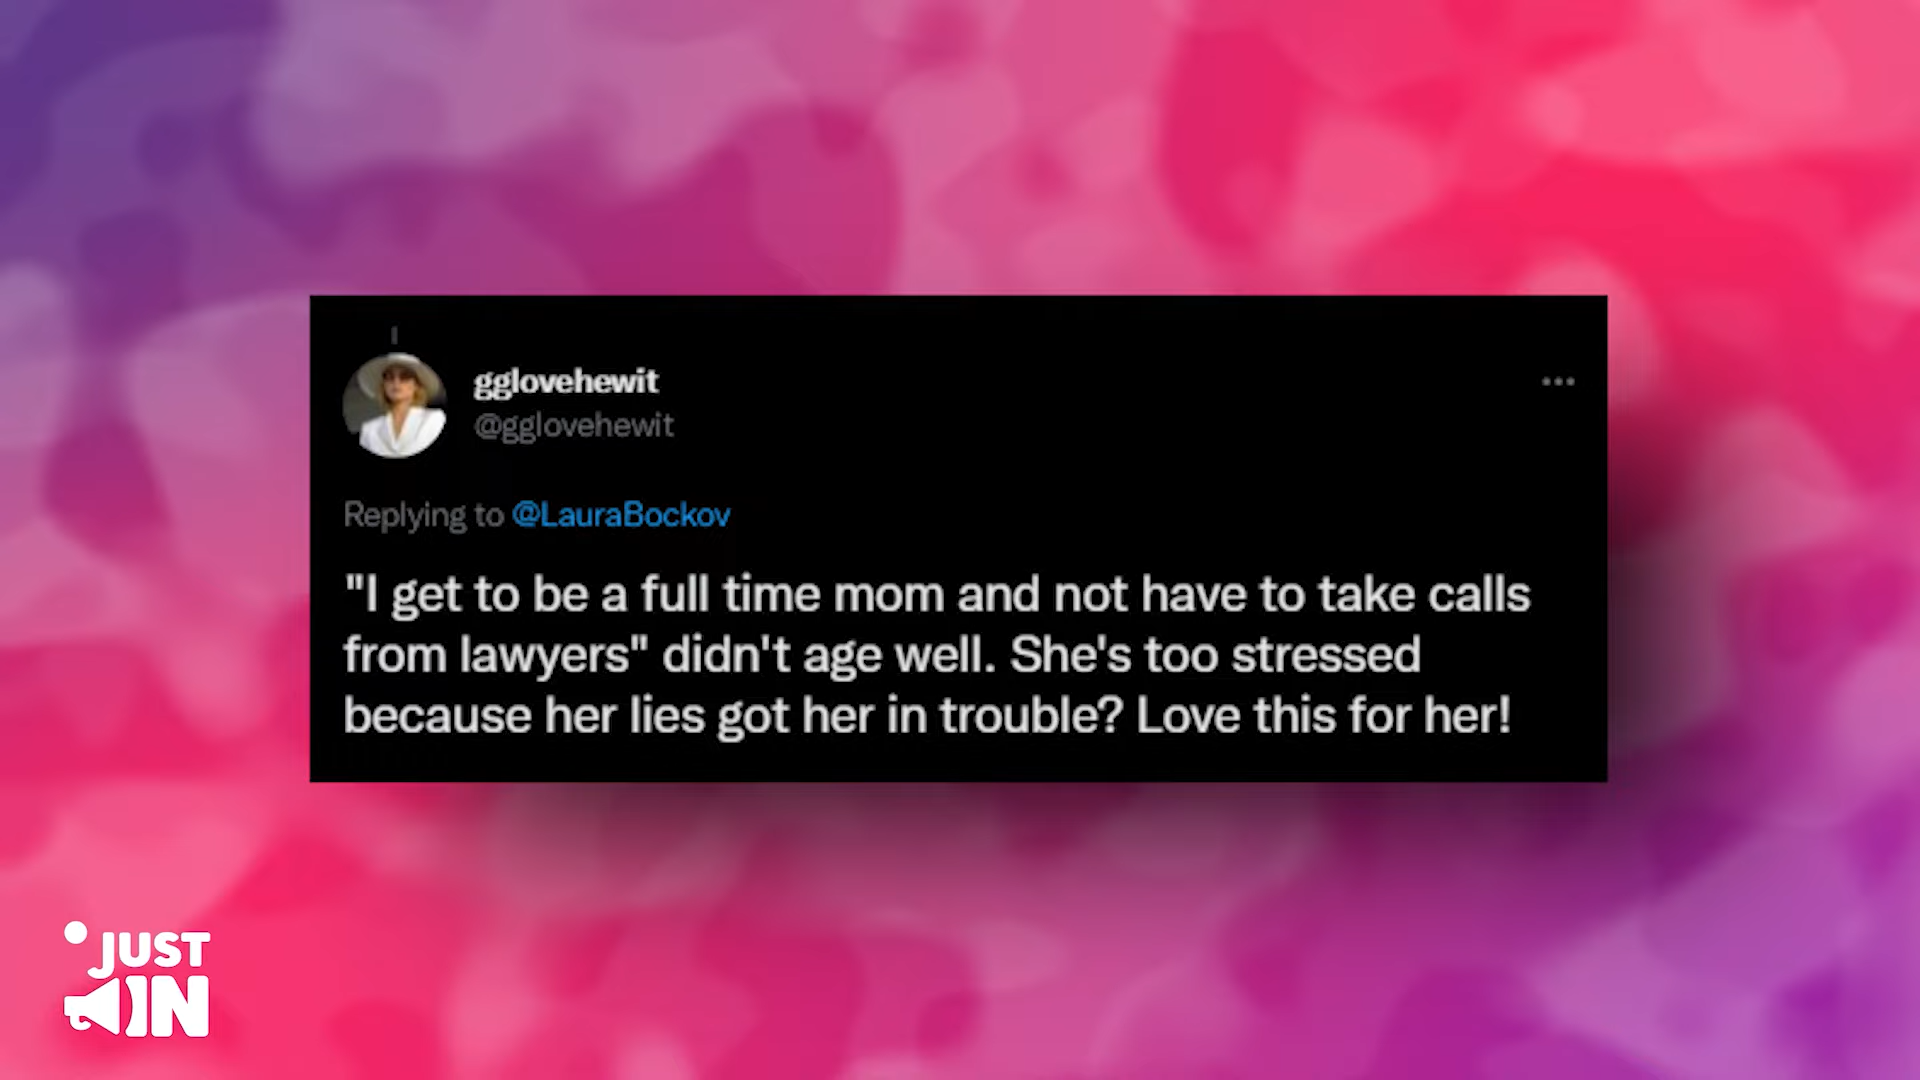 gglovehewit
@gglovehewit
Replying to @LauraBockov
"I get to be a full time mom and not have to take calls
from lawyers" didn't age well. She's too stressed
because her lies got her in trouble? Love this for her!
JUST
IN